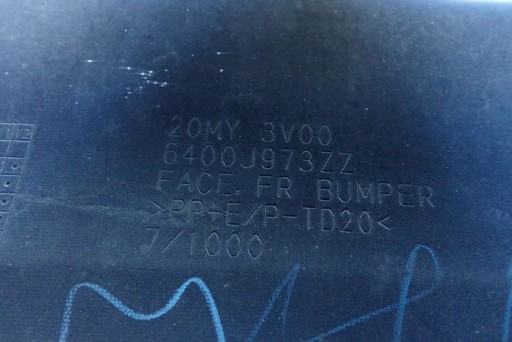 20MY 3V00
6400J973ZZ
FACE, FR BUMPER
>PP+E/P-TD20<
7/1000